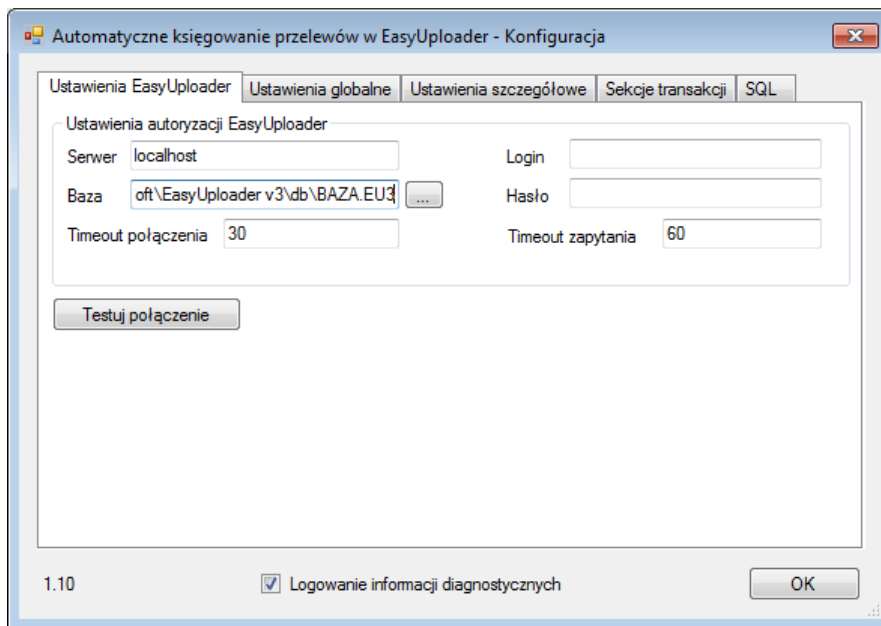 Automatyczne księgowanie przelewów w EasyUploader - Konfiguracja
Ustawienia EasyUploader Ustawienia globalne Ustawienia szczegółowe Sekcje transakcji SQL
Ustawienia autoryzacji EasyUploader
Serwer localhost Login
Baza oft\EasyUploader v3\db\BAZA.EU3 ... Hasło
Timeout połączenia 30 Timeout zapytania 60
Testuj połączenie
1.10 Logowanie informacji diagnostycznych OK